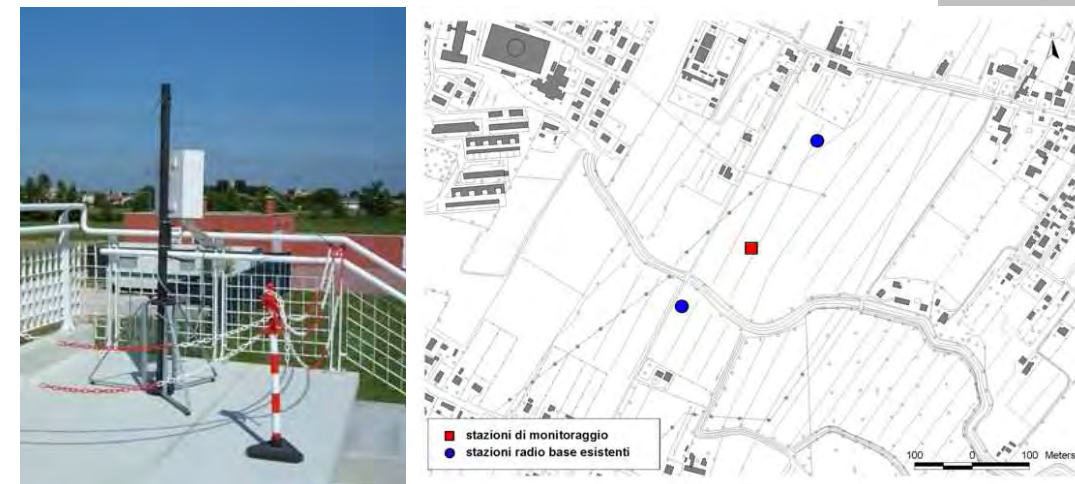 stazioni di monitoraggio
stazioni radio base esistenti
100 0 100 Meters